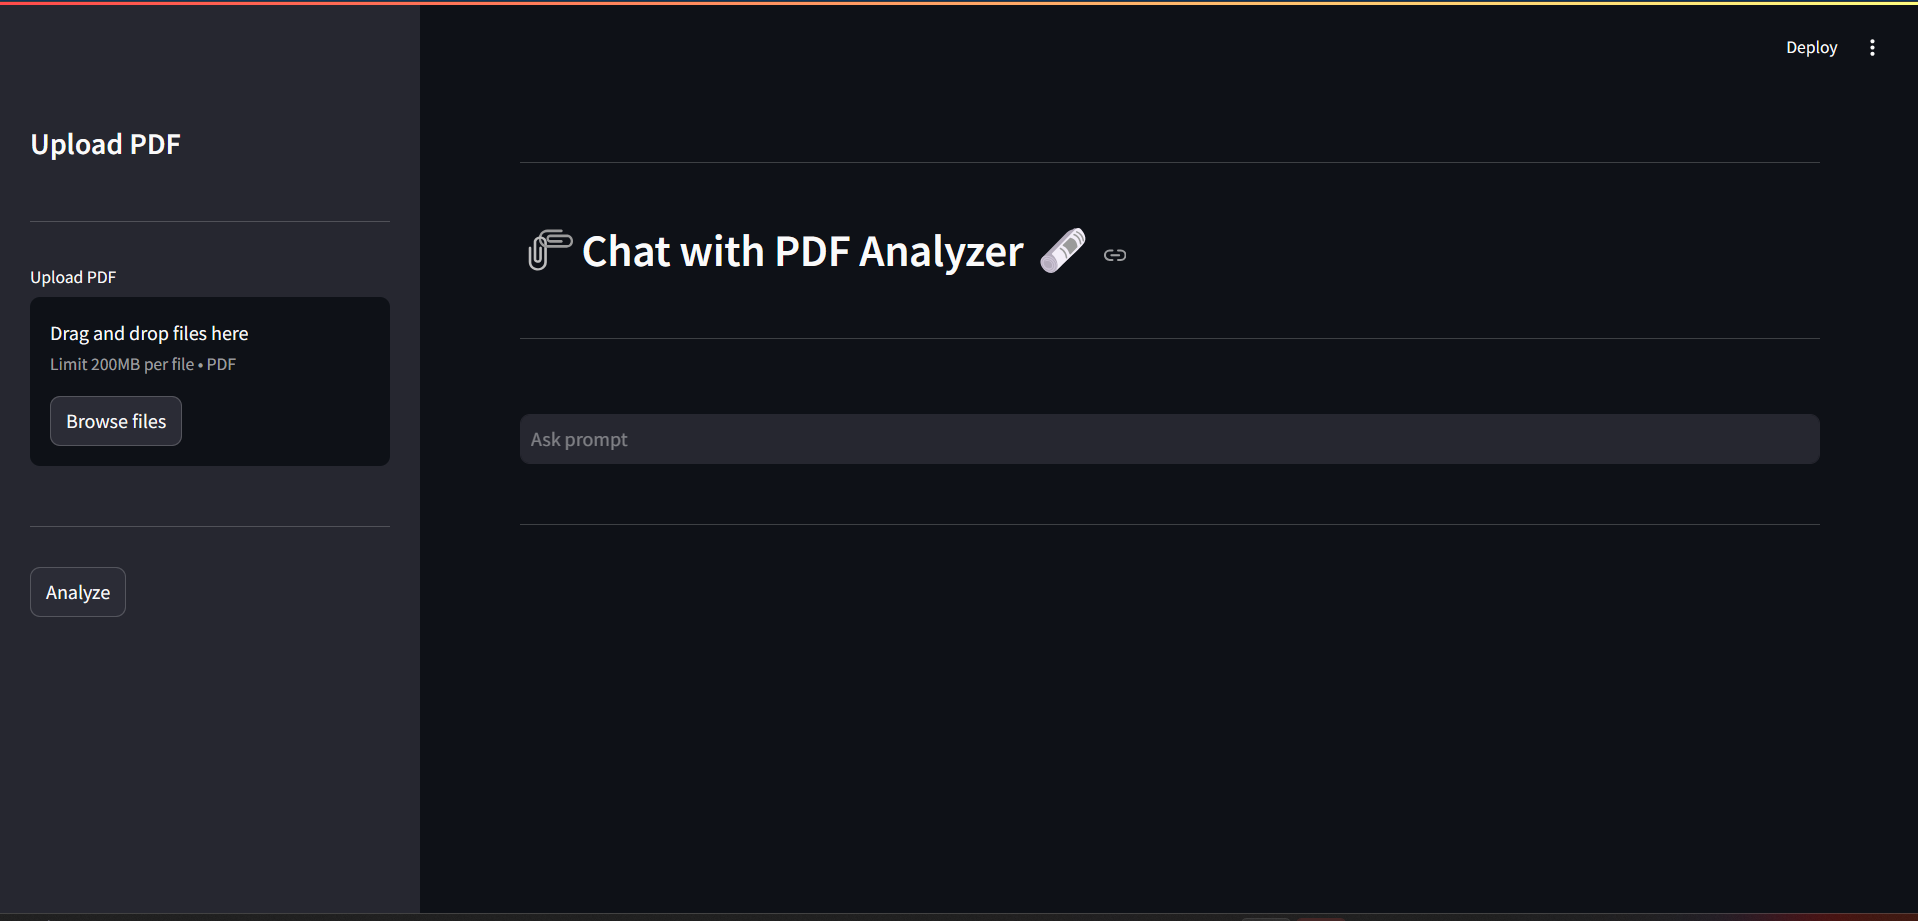 Deploy
Upload PDF
Upload PDF
Drag and drop files here
Limit 200MB per file • PDF
Browse files
Analyze
🖇️ Chat with PDF Analyzer 🗞️
Ask prompt